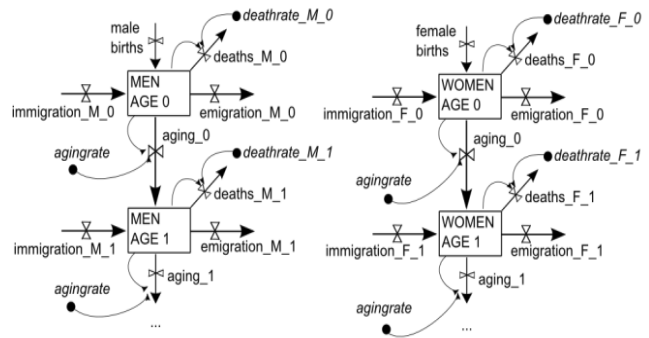 male
births
deathrate_M_0
deaths_M_0
MEN
AGE 0
immigration_M_0
emigration_M_0
aging_0
agingrate
deathrate_M_1
deaths_M_1
MEN
AGE 1
immigration_M_1
emigration_M_1
aging_1
agingrate
...
female
births
deathrate_F_0
deaths_F_0
WOMEN
AGE 0
immigration_F_0
emigration_F_0
aging_0
agingrate
deathrate_F_1
deaths_F_1
WOMEN
AGE 1
immigration_F_1
emigration_F_1
aging_1
agingrate
...